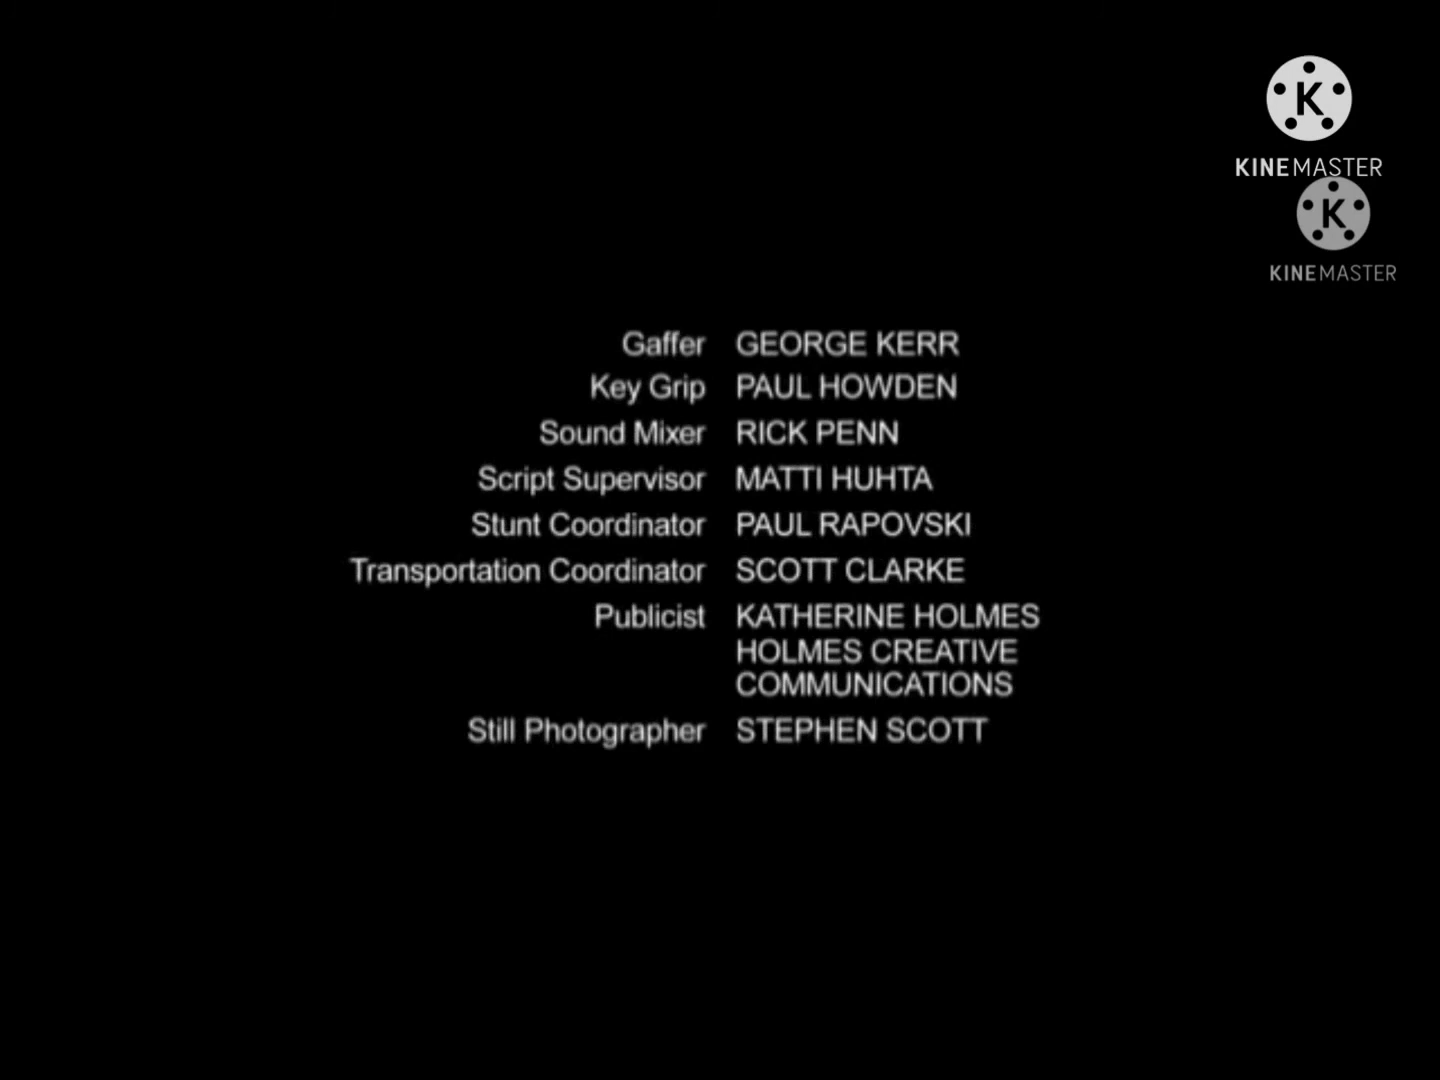 KINEMASTER
KINEMASTER
Gaffer GEORGE KERR
Key Grip PAUL HOWDEN
Sound Mixer RICK PENN
Script Supervisor MATTI HUHTA
Stunt Coordinator PAUL RAPOVSKI
Transportation Coordinator SCOTT CLARKE
Publicist KATHERINE HOLMES
HOLMES CREATIVE
COMMUNICATIONS
Still Photographer STEPHEN SCOTT